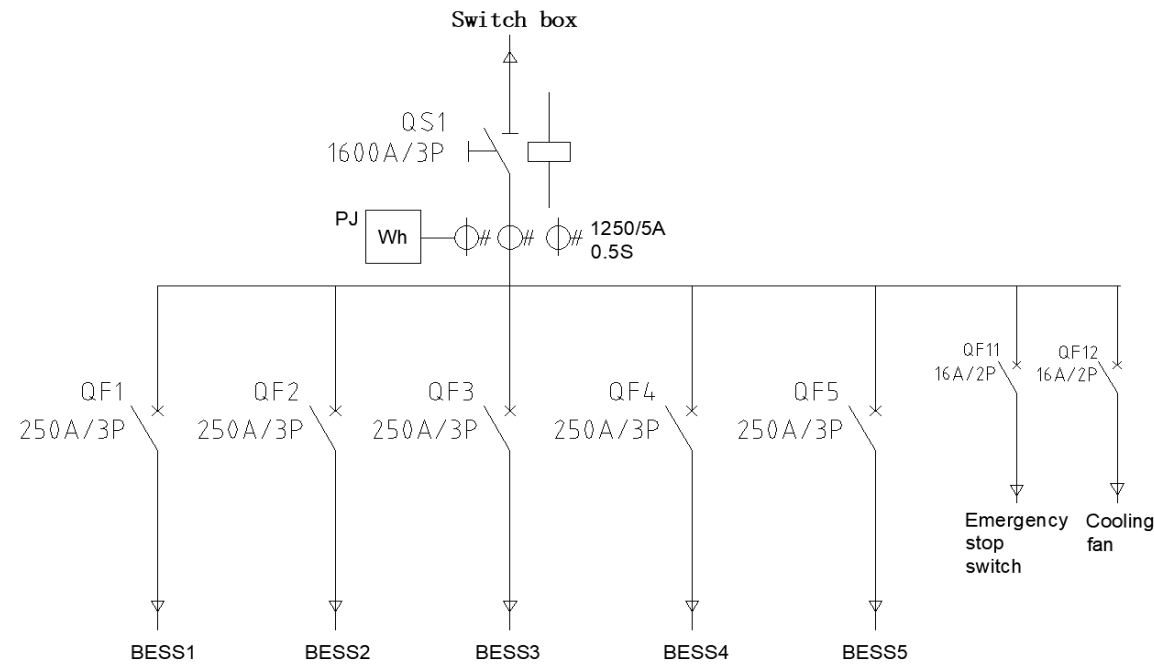 Switch box
QS1
1600A/3P
PJ
Wh
1250/5A
0.5S
QF1
250A/3P
QF2
250A/3P
QF3
250A/3P
QF4
250A/3P
QF5
250A/3P
QF11
16A/2P
QF12
16A/2P
Emergency
stop
switch
Cooling
fan
BESS1
BESS2
BESS3
BESS4
BESS5